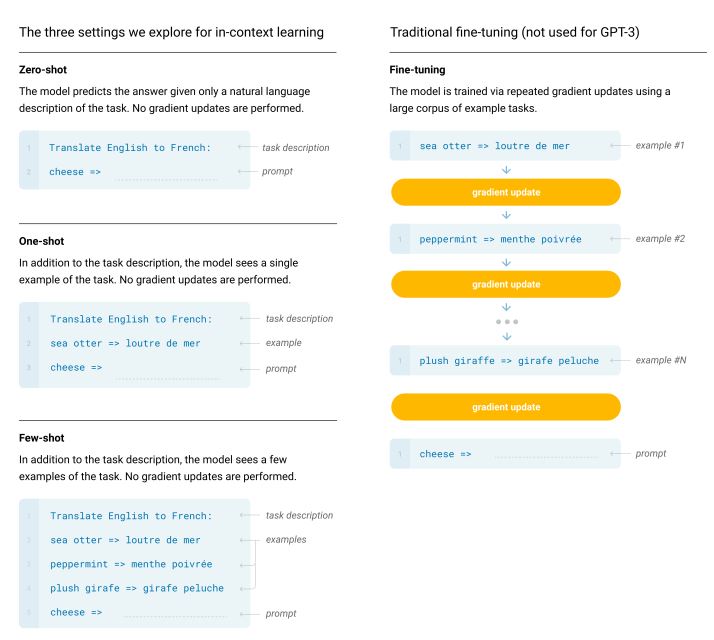 The three settings we explore for in-context learning
Zero-shot
The model predicts the answer given only a natural language
description of the task. No gradient updates are performed.
1 Translate English to French: task description
2 cheese => prompt
One-shot
In addition to the task description, the model sees a single
example of the task. No gradient updates are performed.
1 Translate English to French: task description
2 sea otter => loutre de mer example
3 cheese => prompt
Few-shot
In addition to the task description, the model sees a few
examples of the task. No gradient updates are performed.
1 Translate English to French: task description
2 sea otter => loutre de mer examples
3 peppermint => menthe poivrée
4 plush girafe => girafe peluche
5 cheese => prompt
Traditional fine-tuning (not used for GPT-3)
Fine-tuning
The model is trained via repeated gradient updates using a
large corpus of example tasks.
1 sea otter => loutre de mer example #1
gradient update
1 peppermint => menthe poivrée example #2
gradient update
1 plush giraffe => girafe peluche example #N
gradient update
1 cheese => prompt